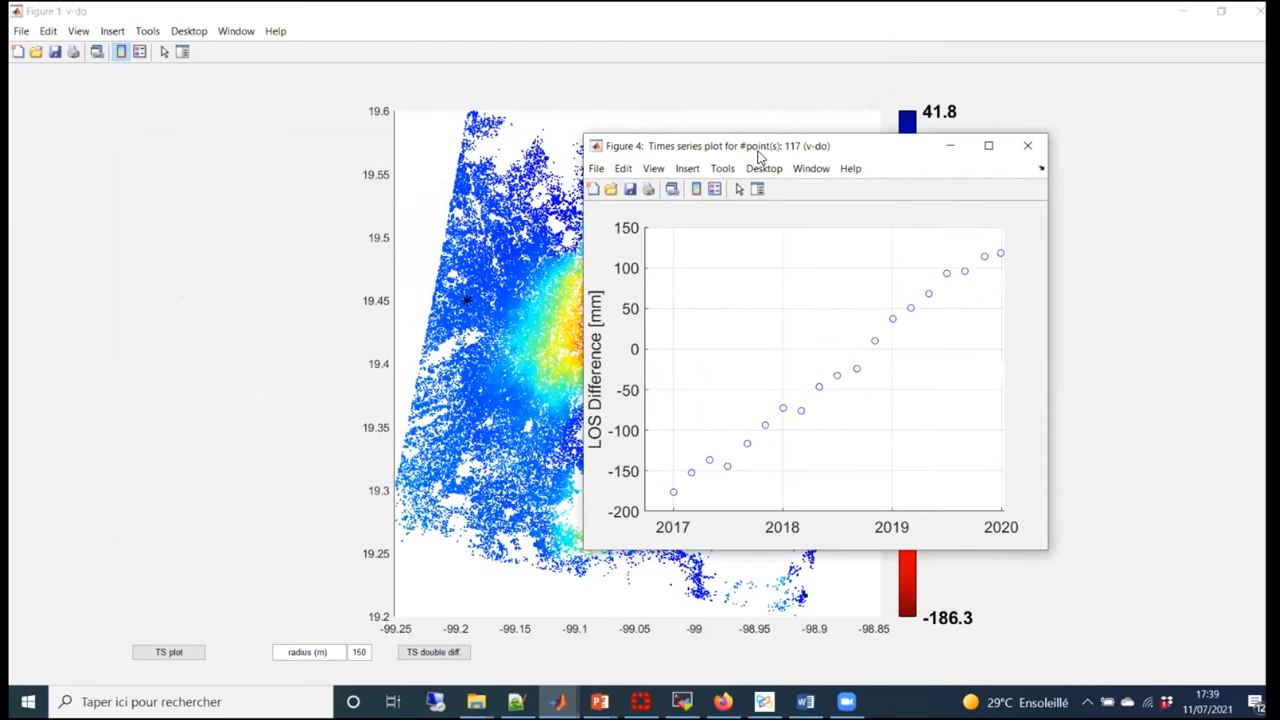 Figure 1: v-do
File Edit View Insert Tools Desktop Window Help
41.8
19.6
19.55
19.5
19.45
19.4
19.35
19.3
19.25
19.2
-99.25 -99.2 -99.15 -99.1 -99.05 -99 -98.95 -98.9 -98.85
-186.3
Figure 4: Times series plot for #point(s): 117 (v-do)
File Edit View Insert Tools Desktop Window Help
LOS Difference [mm]
150
100
50
0
-50
-100
-150
-200
2017 2018 2019 2020
TS plot radius (m) 150 TS double diff.
Taper ici pour rechercher
29°C Ensoleillé
17:39
11/07/2021
12